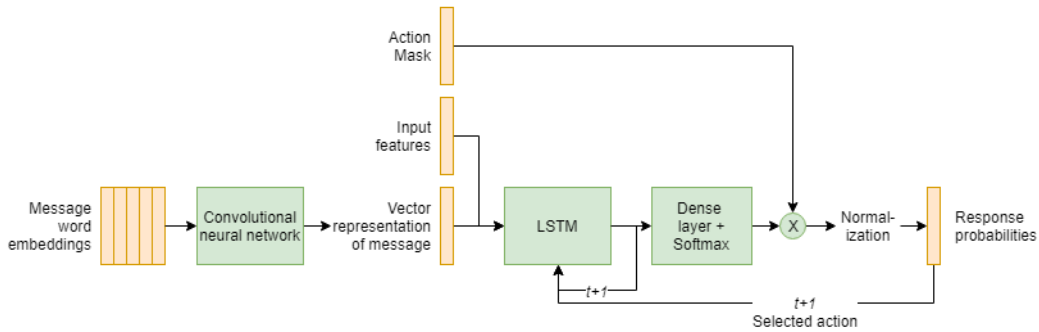 Action
Mask
Input
features
Message
word
embeddings
Convolutional
neural network
Vector
representation
of message
LSTM
Dense
layer +
Softmax
X
Normal-
ization
Response
probabilities
t+1
t+1
Selected action